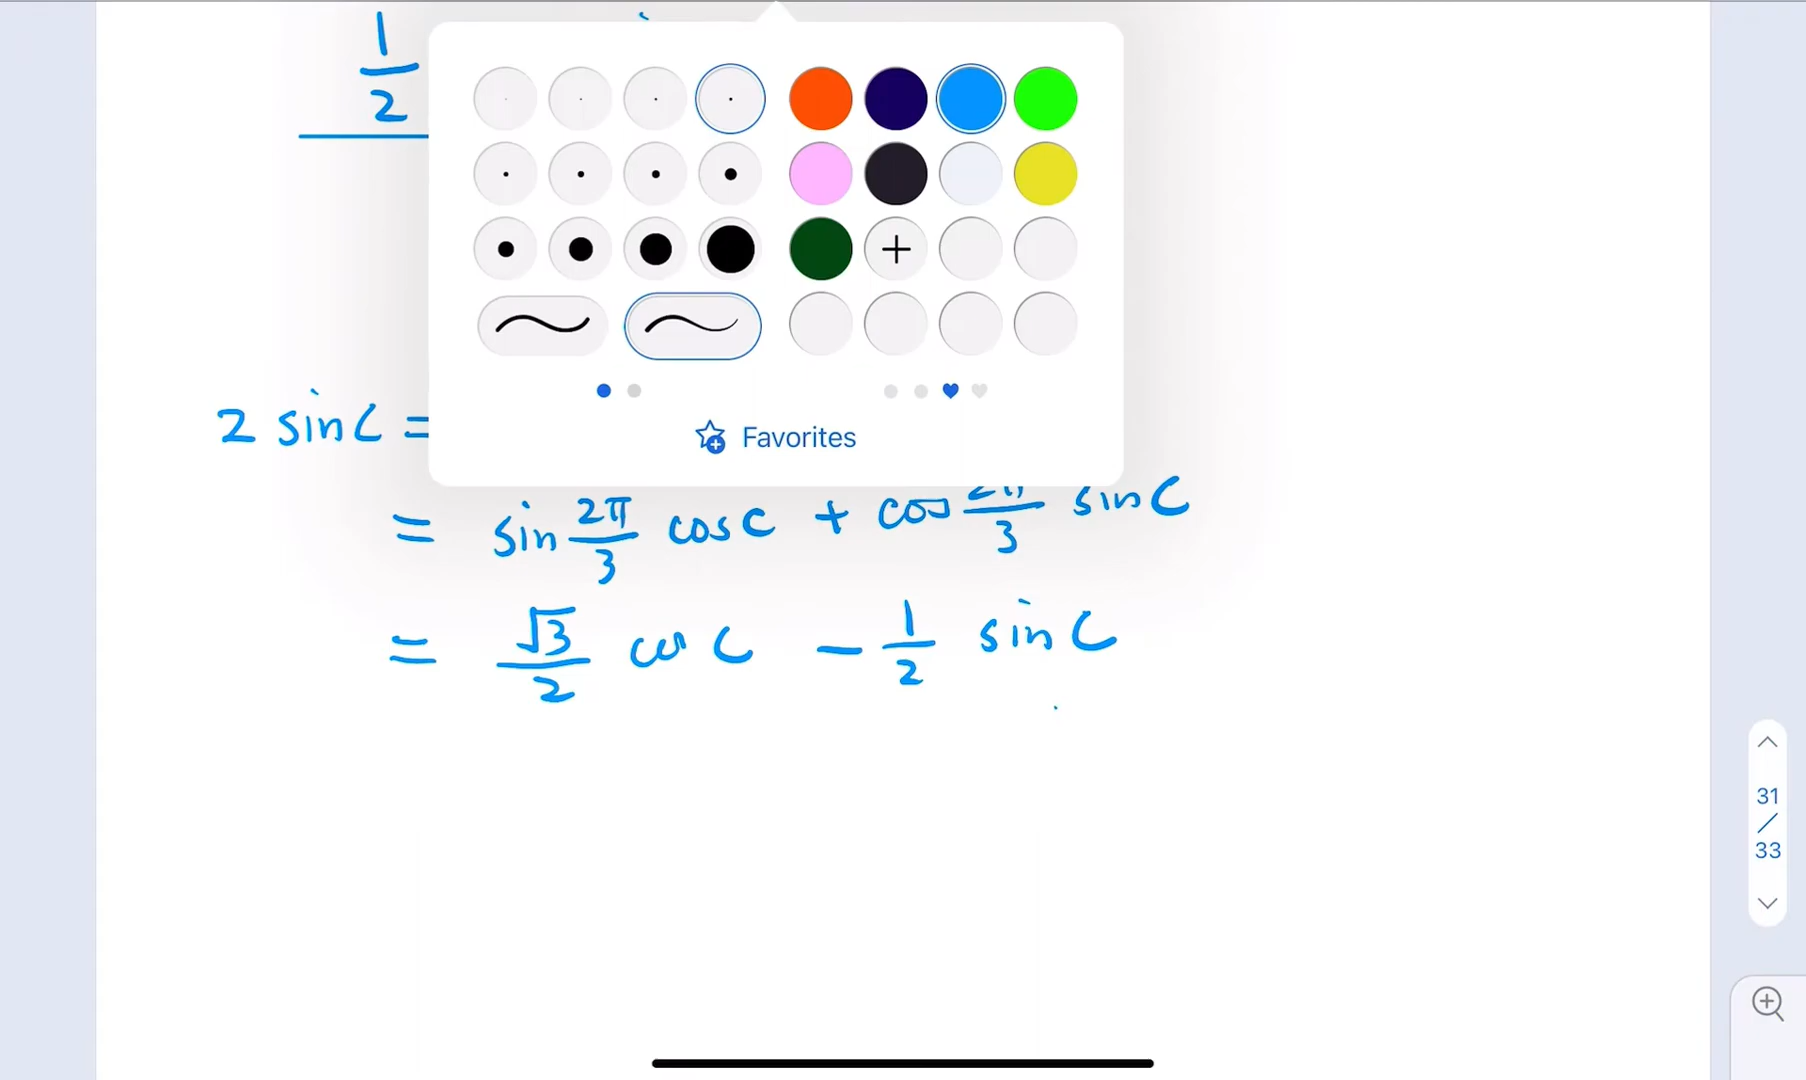 1/2
2 sin C =
Favorites
= sin 2π/3 cos C + cos 2π/3 sin C
= √3/2 cos C - 1/2 sin C
31
/
33